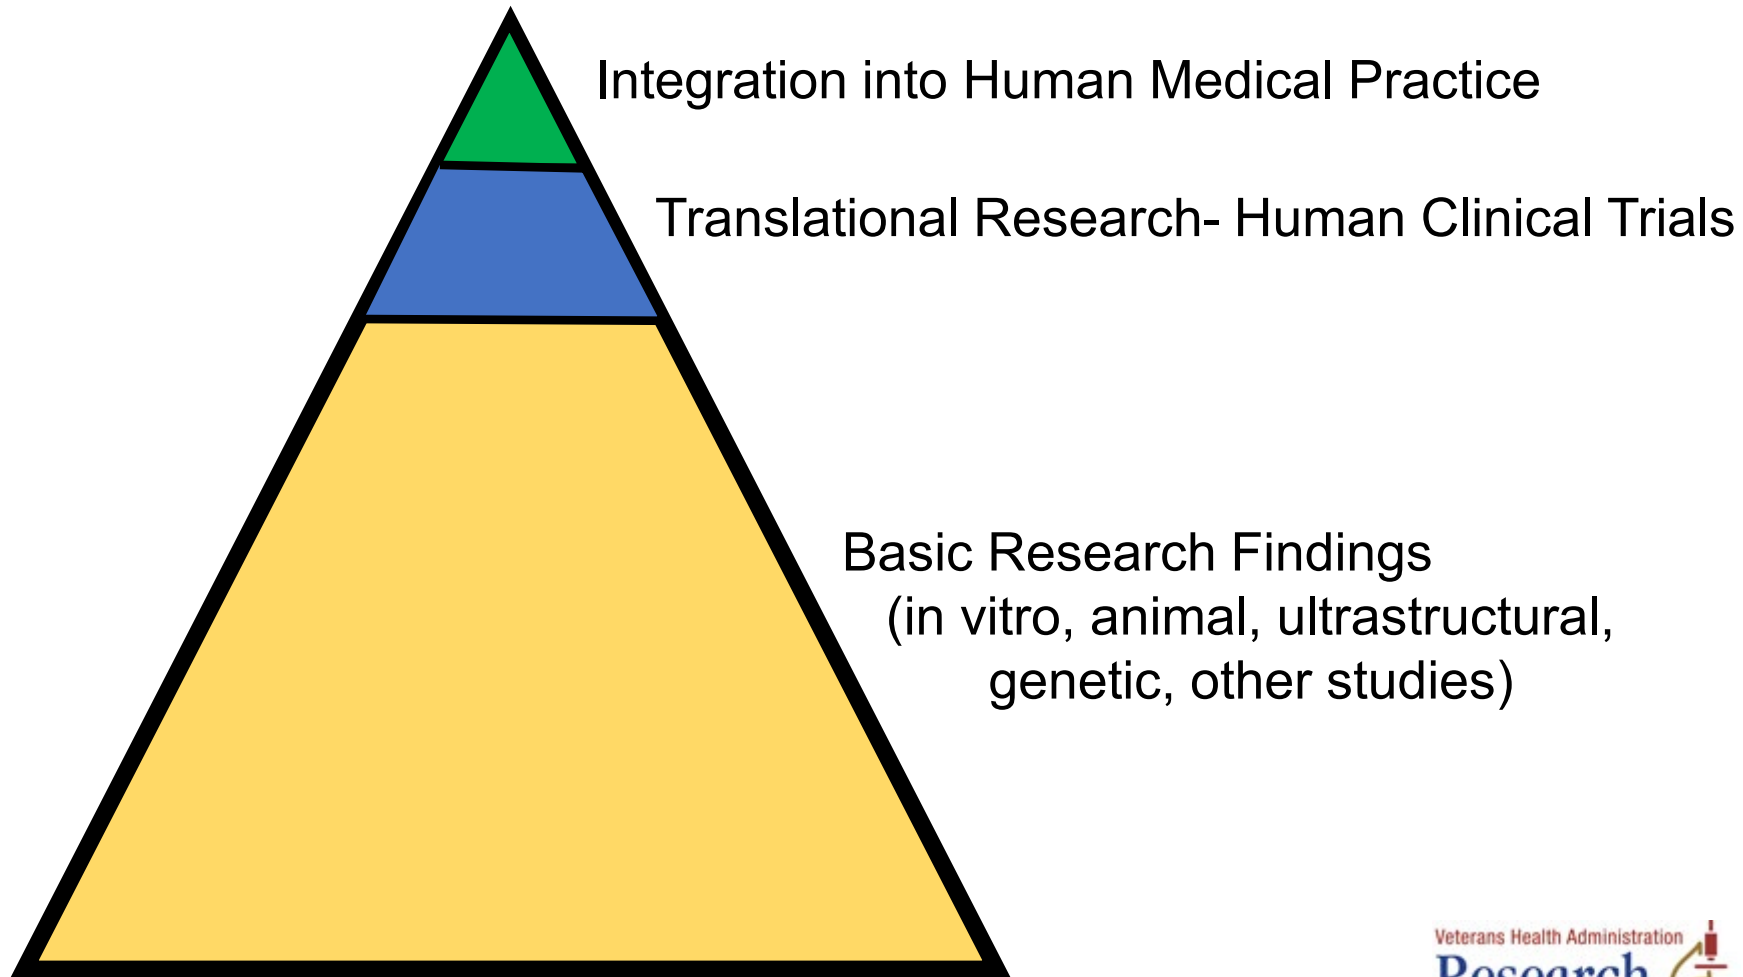 Integration into Human Medical Practice
Translational Research- Human Clinical Trials
Basic Research Findings
(in vitro, animal, ultrastructural,
genetic, other studies)
Veterans Health Administration
Research